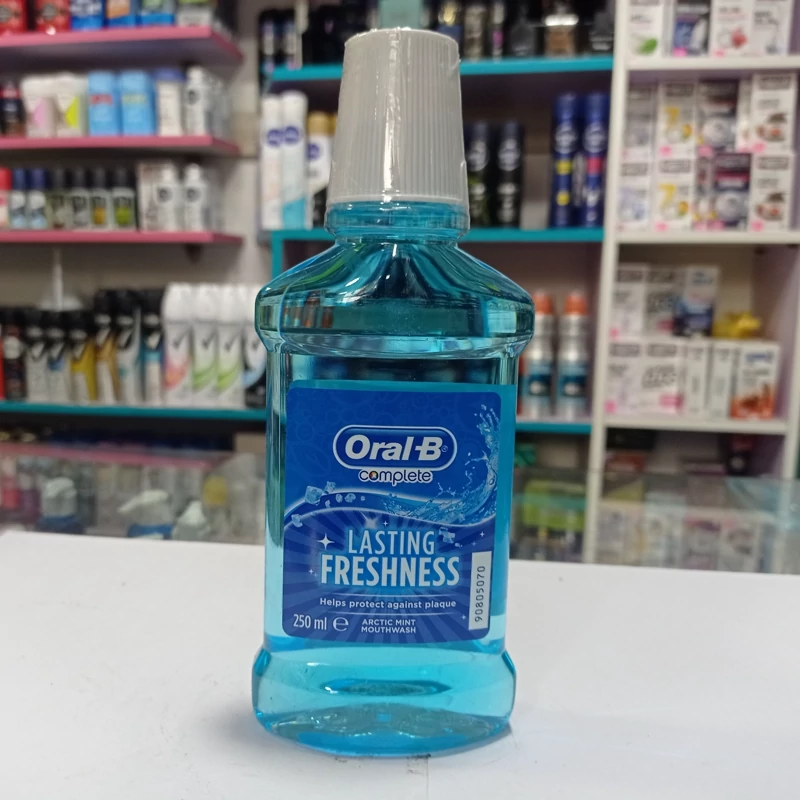 Oral-B
complete
LASTING
FRESHNESS
Helps protect against plaque
250 ml e ARCTIC MINT
MOUTHWASH
90805070